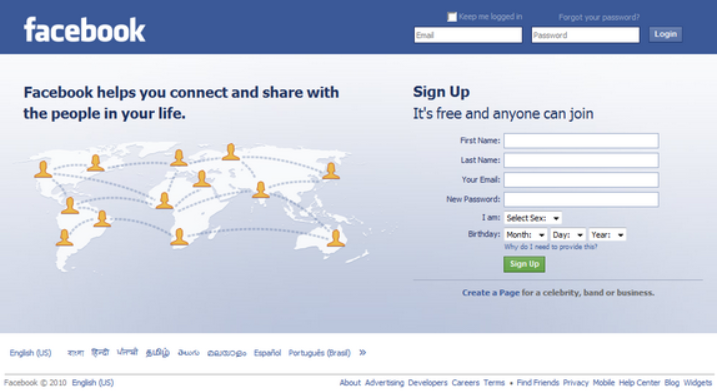 facebook
Keep me logged in
Forgot your password?
Email
Password
Login
Facebook helps you connect and share with
the people in your life.
Sign Up
It's free and anyone can join
First Name:
Last Name:
Your Email:
New Password:
I am: Select Sex:
Birthday: Month: Day: Year:
Why do I need to provide this?
Sign Up
Create a Page for a celebrity, band or business.
English (US) বাংলা हिन्दी ਪੰਜਾਬੀ தமிழ் తెలుగు മലയാളം Español Português (Brasil) »
Facebook © 2010 English (US)
About Advertising Developers Careers Terms • Find Friends Privacy Mobile Help Center Blog Widgets